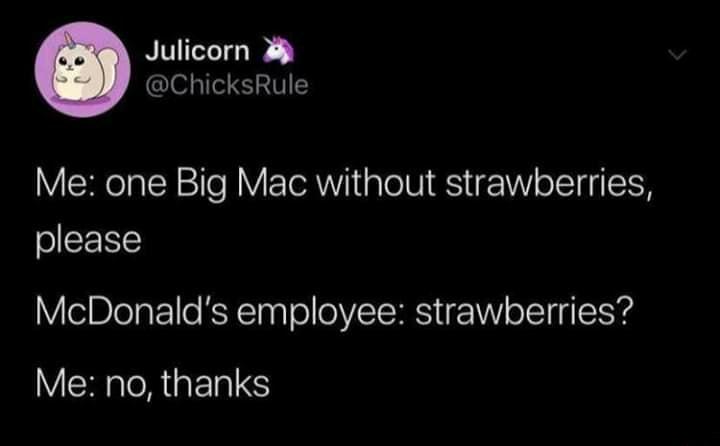 Julicorn 🦄
@ChicksRule
Me: one Big Mac without strawberries,
please
McDonald's employee: strawberries?
Me: no, thanks